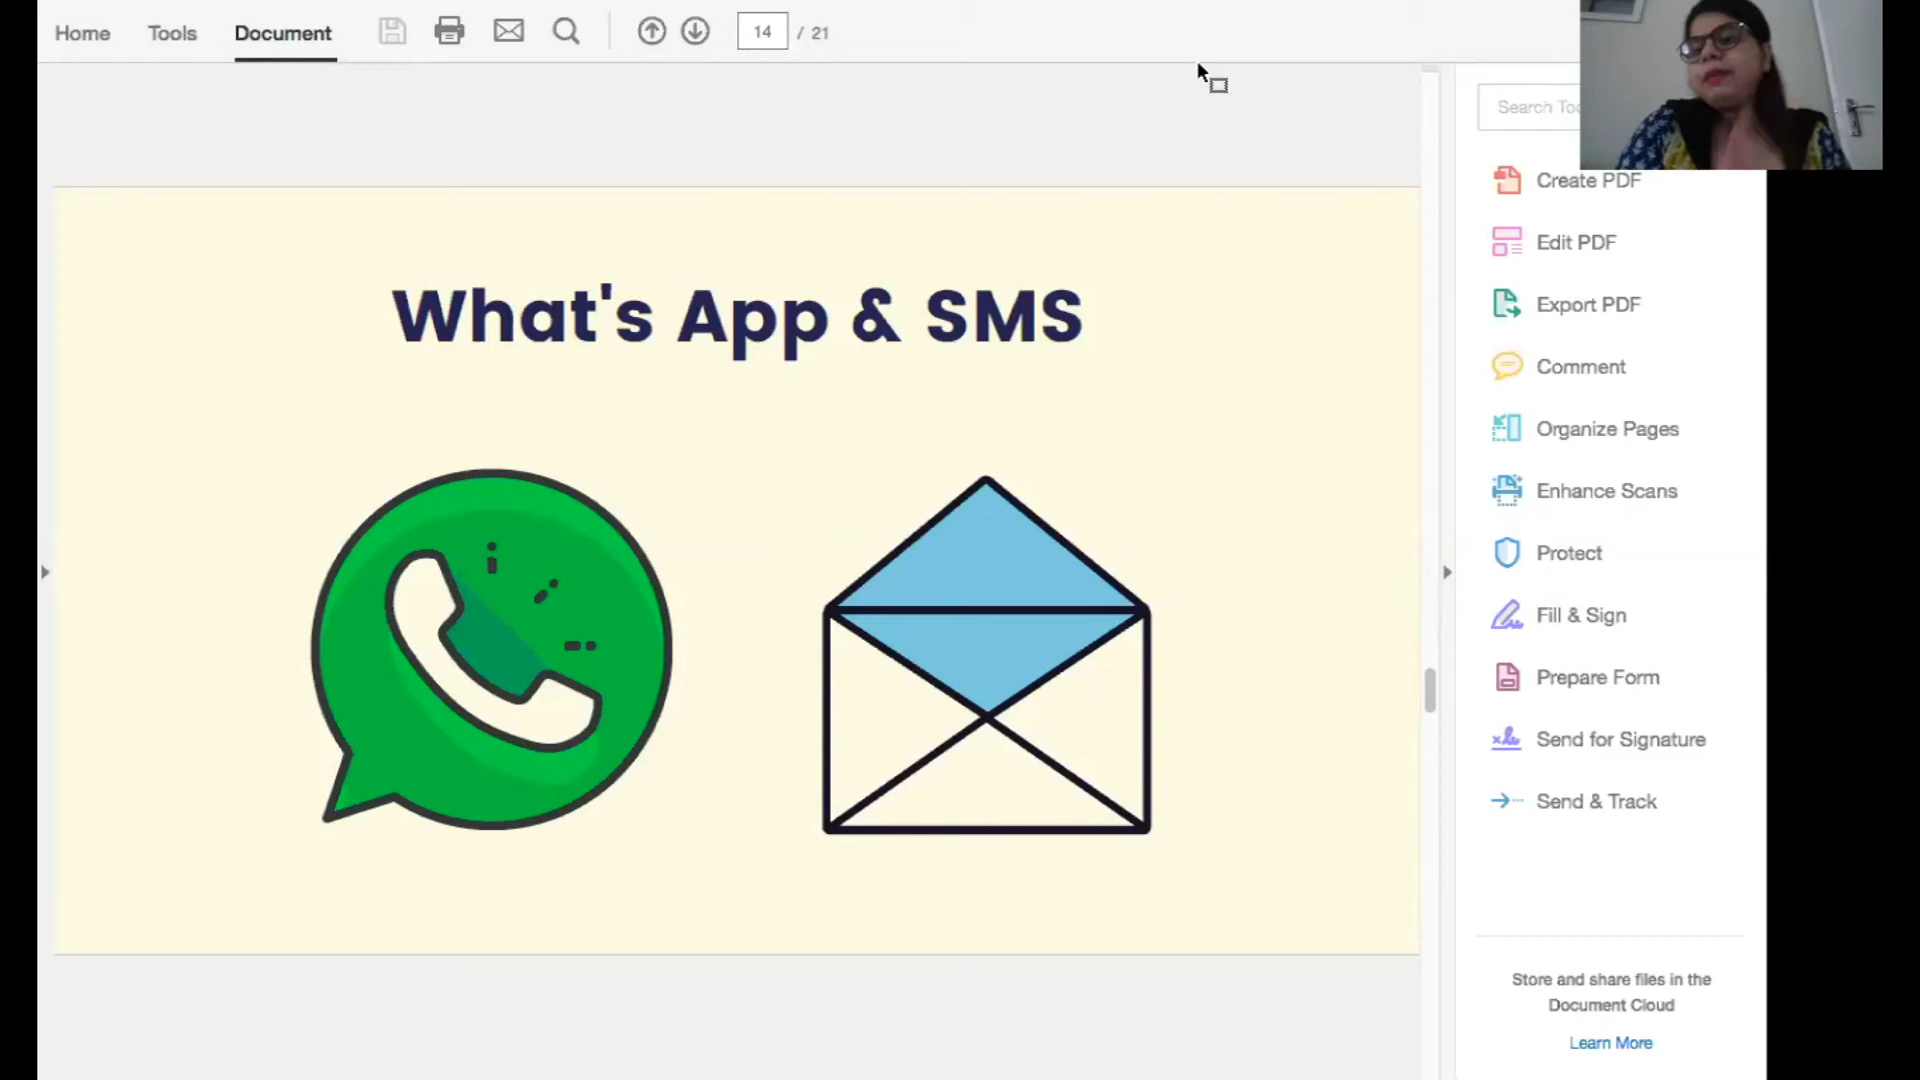 Home Tools Document 14 / 21
Search Too
What's App & SMS
Create PDF
Edit PDF
Export PDF
Comment
Organize Pages
Enhance Scans
Protect
Fill & Sign
Prepare Form
Send for Signature
Send & Track
Store and share files in the
Document Cloud
Learn More